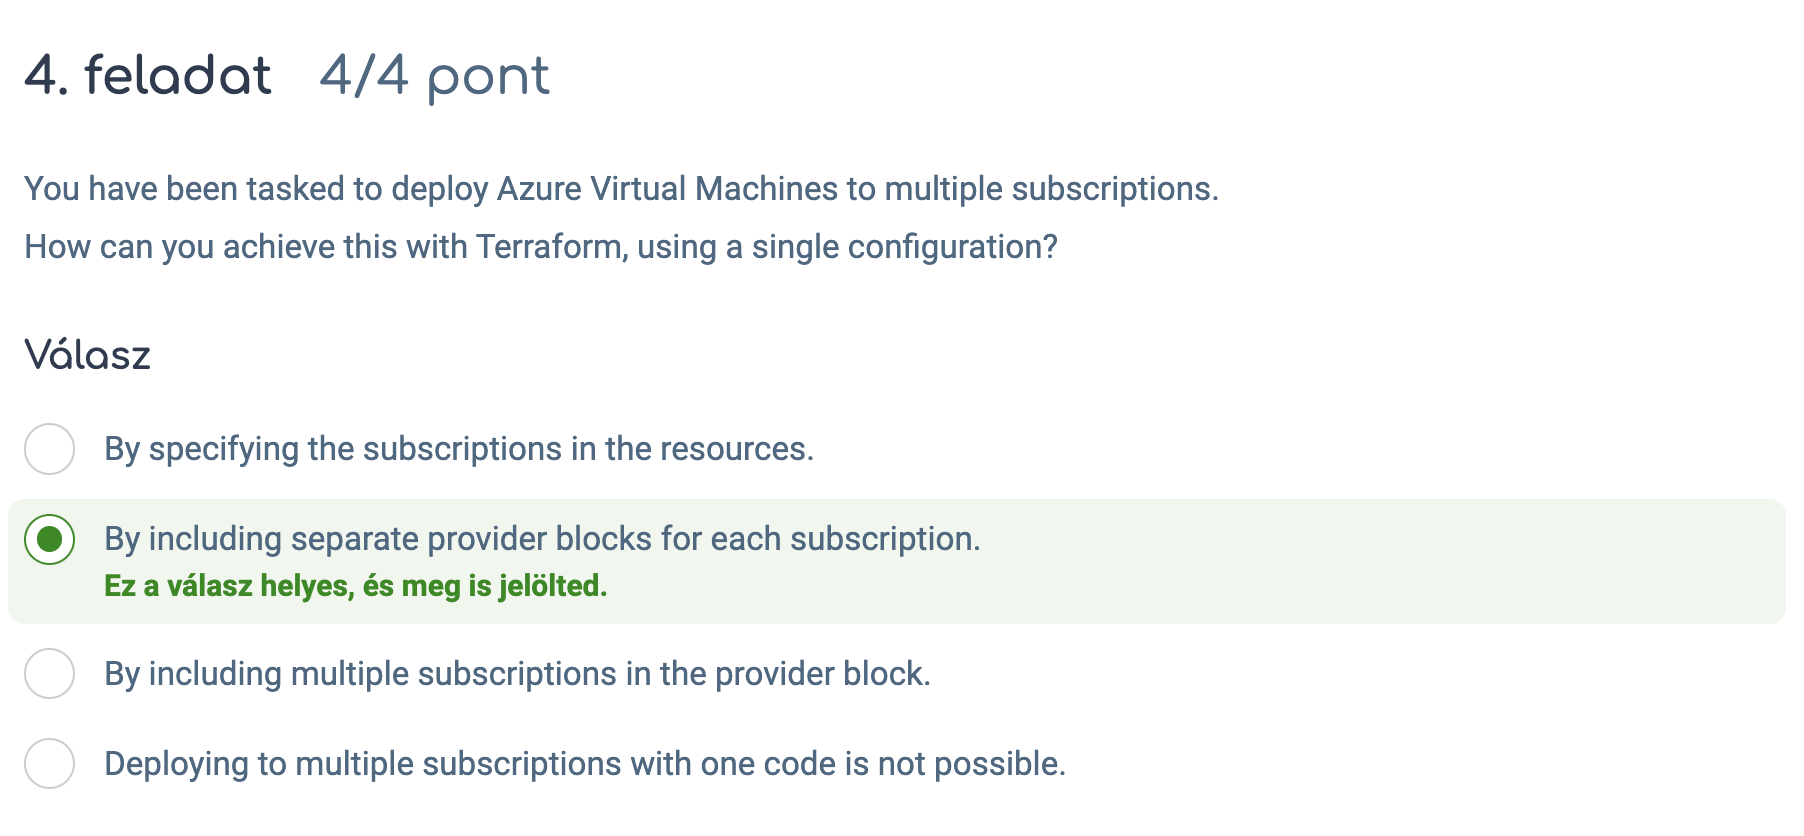 4. feladat 4/4 pont
You have been tasked to deploy Azure Virtual Machines to multiple subscriptions.
How can you achieve this with Terraform, using a single configuration?
Válasz
By specifying the subscriptions in the resources.
By including separate provider blocks for each subscription.
Ez a válasz helyes, és meg is jelölted.
By including multiple subscriptions in the provider block.
Deploying to multiple subscriptions with one code is not possible.